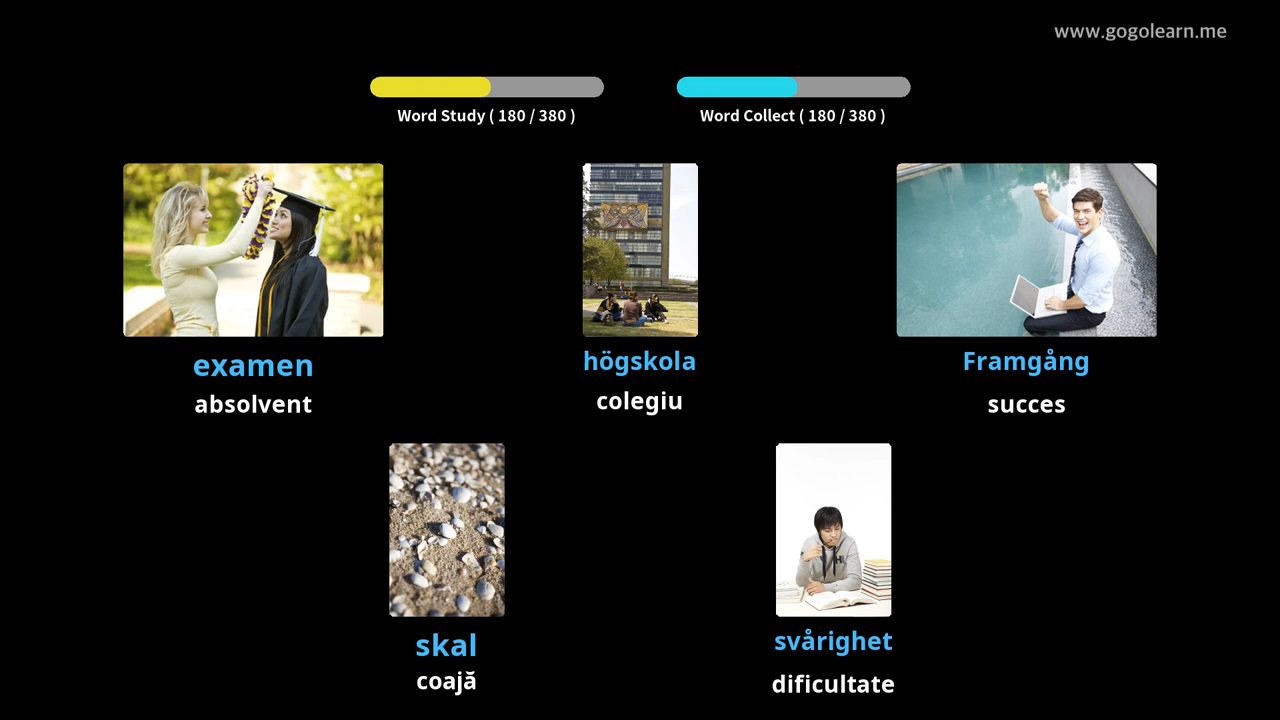 www.gogolearn.me
Word Study ( 180 / 380 )
Word Collect ( 180 / 380 )
examen
absolvent
högskola
colegiu
Framgång
succes
skal
coajă
svårighet
dificultate